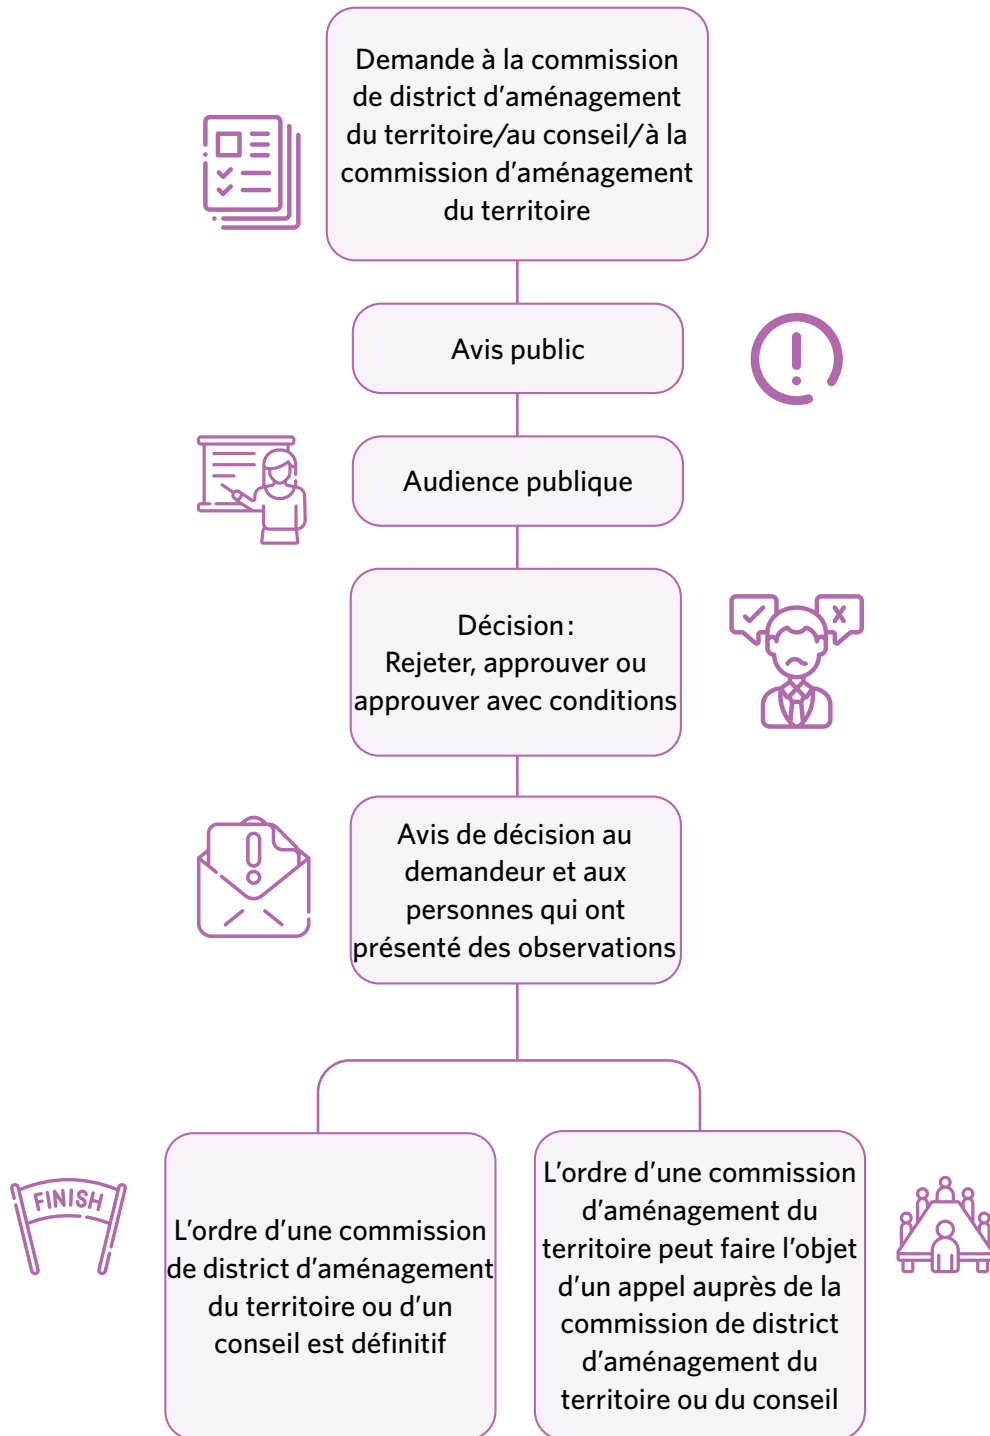 Demande à la commission
de district d'aménagement
du territoire/au conseil/à la
commission d'aménagement
du territoire
Avis public
Audience publique
Décision :
Rejeter, approuver ou
approuver avec conditions
Avis de décision au
demandeur et aux
personnes qui ont
présenté des observations
FINISH
L'ordre d'une commission
de district d'aménagement
du territoire ou d'un
conseil est définitif
L'ordre d'une commission
d'aménagement du
territoire peut faire l'objet
d'un appel auprès de la
commission de district
d'aménagement du
territoire ou du conseil